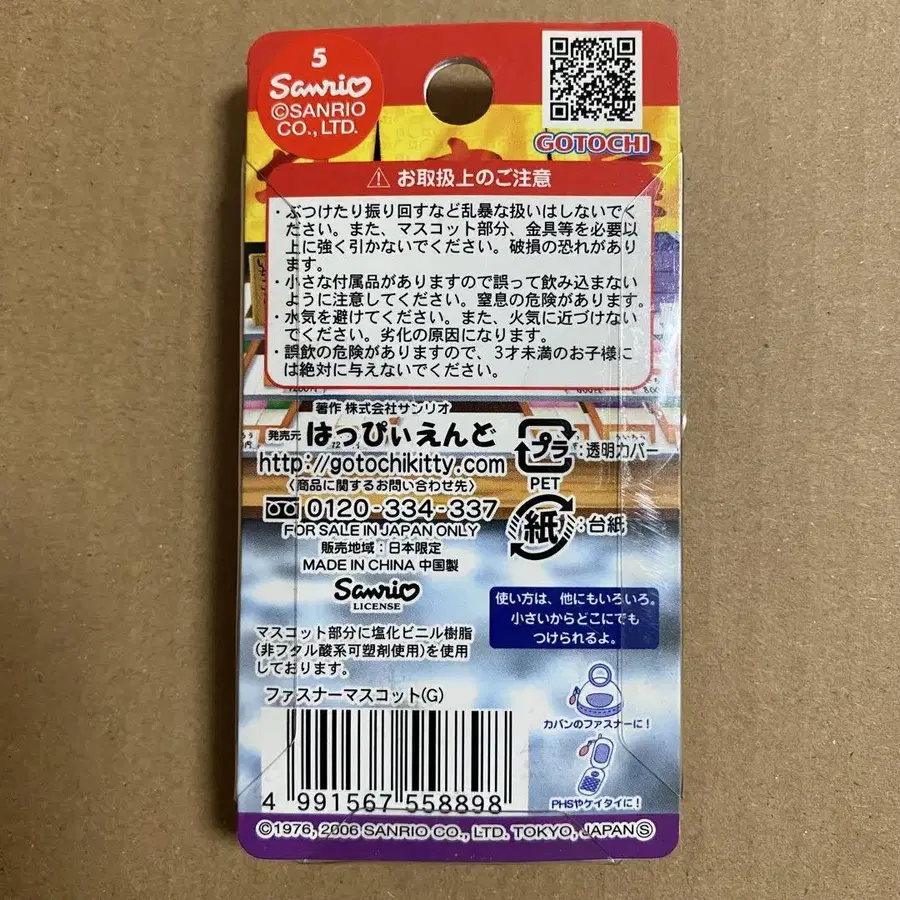 5
Sanrio
©SANRIO
CO., LTD.
GOTOCHI
⚠ お取扱上のご注意
・ぶつけたり振り回すなど乱暴な扱いはしないでく
ださい。また、マスコット部分、金具等を必要以
上に強く引かないでください。破損の恐れがあり
ます。
・小さな付属品がありますので誤って飲み込まない
ように注意してください。窒息の危険があります。
・水気を避けてください。また、火気に近づけない
でください。劣化の原因になります。
・誤飲の危険がありますので、3才未満のお子様に
は絶対に与えないでください。
著作 株式会社サンリオ
発売元 はっぴぃえんど
http://gotochikitty.com
〈商品に関するお問い合わせ先〉
0120-334-337
FOR SALE IN JAPAN ONLY
販売地域：日本限定
MADE IN CHINA 中国製
Sanrio
LICENSE
プラ:透明カバー
PET
紙:台紙
マスコット部分に塩化ビニル樹脂
(非フタル酸系可塑剤使用)を使用
しております。
ファスナーマスコット(G)
使い方は、他にもいろいろ。
小さいからどこにでも
つけられるよ。
カバンのファスナーに!
PHSやケイタイに!
4 991567 558898
©1976, 2006 SANRIO CO., LTD. TOKYO, JAPAN Ⓢ